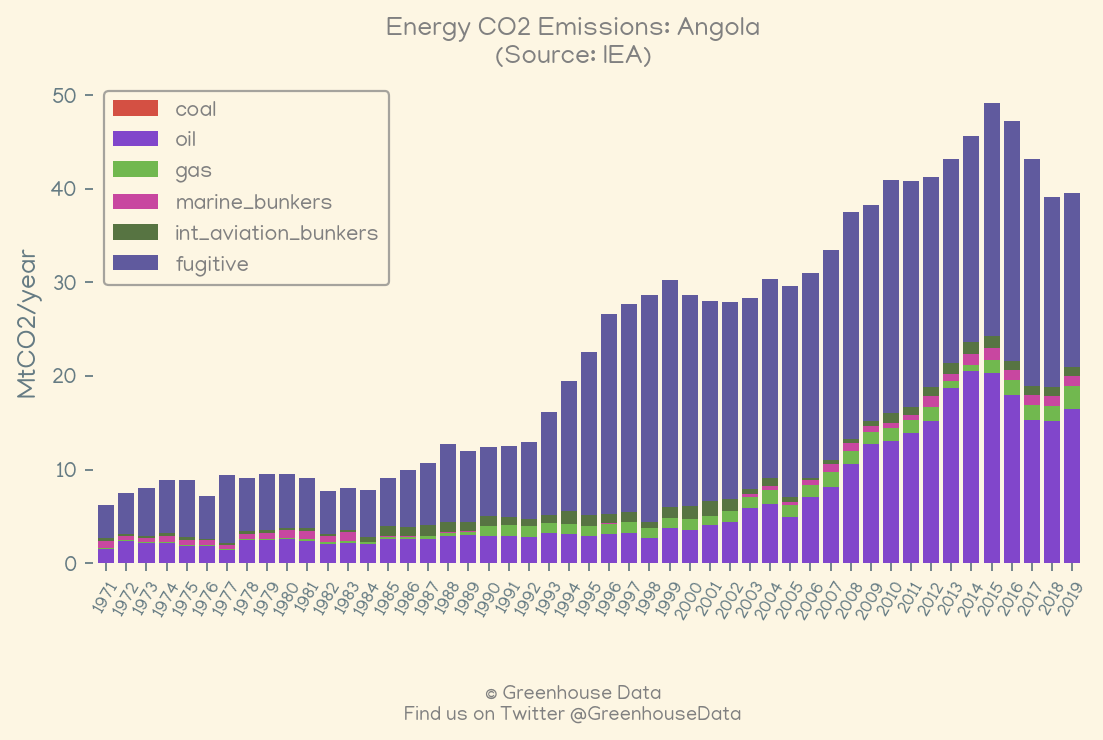 Energy CO2 Emissions: Angola
(Source: IEA)
MtCO2/year
50
40
30
20
10
0
coal
oil
gas
marine_bunkers
int_aviation_bunkers
fugitive
1971 1972 1973 1974 1975 1976 1977 1978 1979 1980 1981 1982 1983 1984 1985 1986 1987 1988 1989 1990 1991 1992 1993 1994 1995 1996 1997 1998 1999 2000 2001 2002 2003 2004 2005 2006 2007 2008 2009 2010 2011 2012 2013 2014 2015 2016 2017 2018 2019
© Greenhouse Data
Find us on Twitter @GreenhouseData